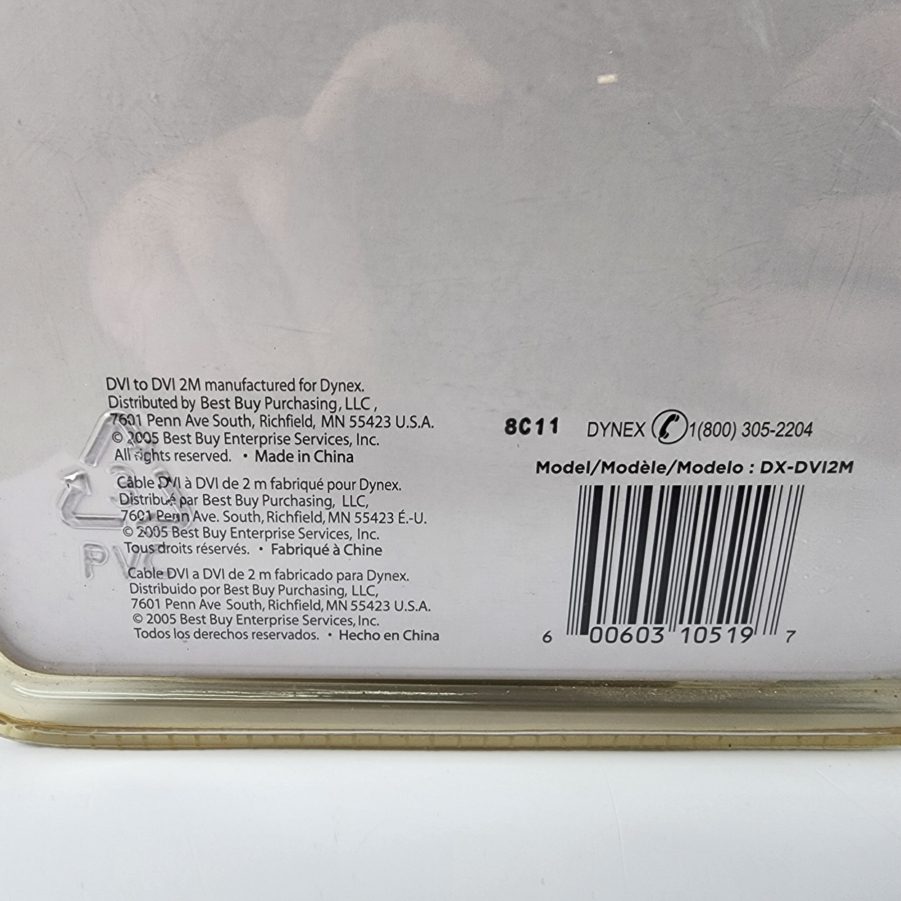 DVI to DVI 2M manufactured for Dynex.
Distributed by Best Buy Purchasing, LLC ,
7601 Penn Ave South, Richfield, MN 55423 U.S.A.
© 2005 Best Buy Enterprise Services, Inc.
All rights reserved. • Made in China
Câble DVI à DVI de 2 m fabriqué pour Dynex.
Distribué par Best Buy Purchasing, LLC,
7601 Penn Ave. South, Richfield, MN 55423 É.-U.
© 2005 Best Buy Enterprise Services, Inc.
Tous droits réservés. • Fabriqué à Chine
Cable DVI a DVI de 2 m fabricado para Dynex.
Distribuido por Best Buy Purchasing, LLC,
7601 Penn Ave South, Richfield, MN 55423 U.S.A.
© 2005 Best Buy Enterprise Services, Inc.
Todos los derechos reservados. • Hecho en China
3
PVC
8C11 DYNEX 1(800) 305-2204
Model/Modèle/Modelo : DX-DVI2M
6 00603 10519 7